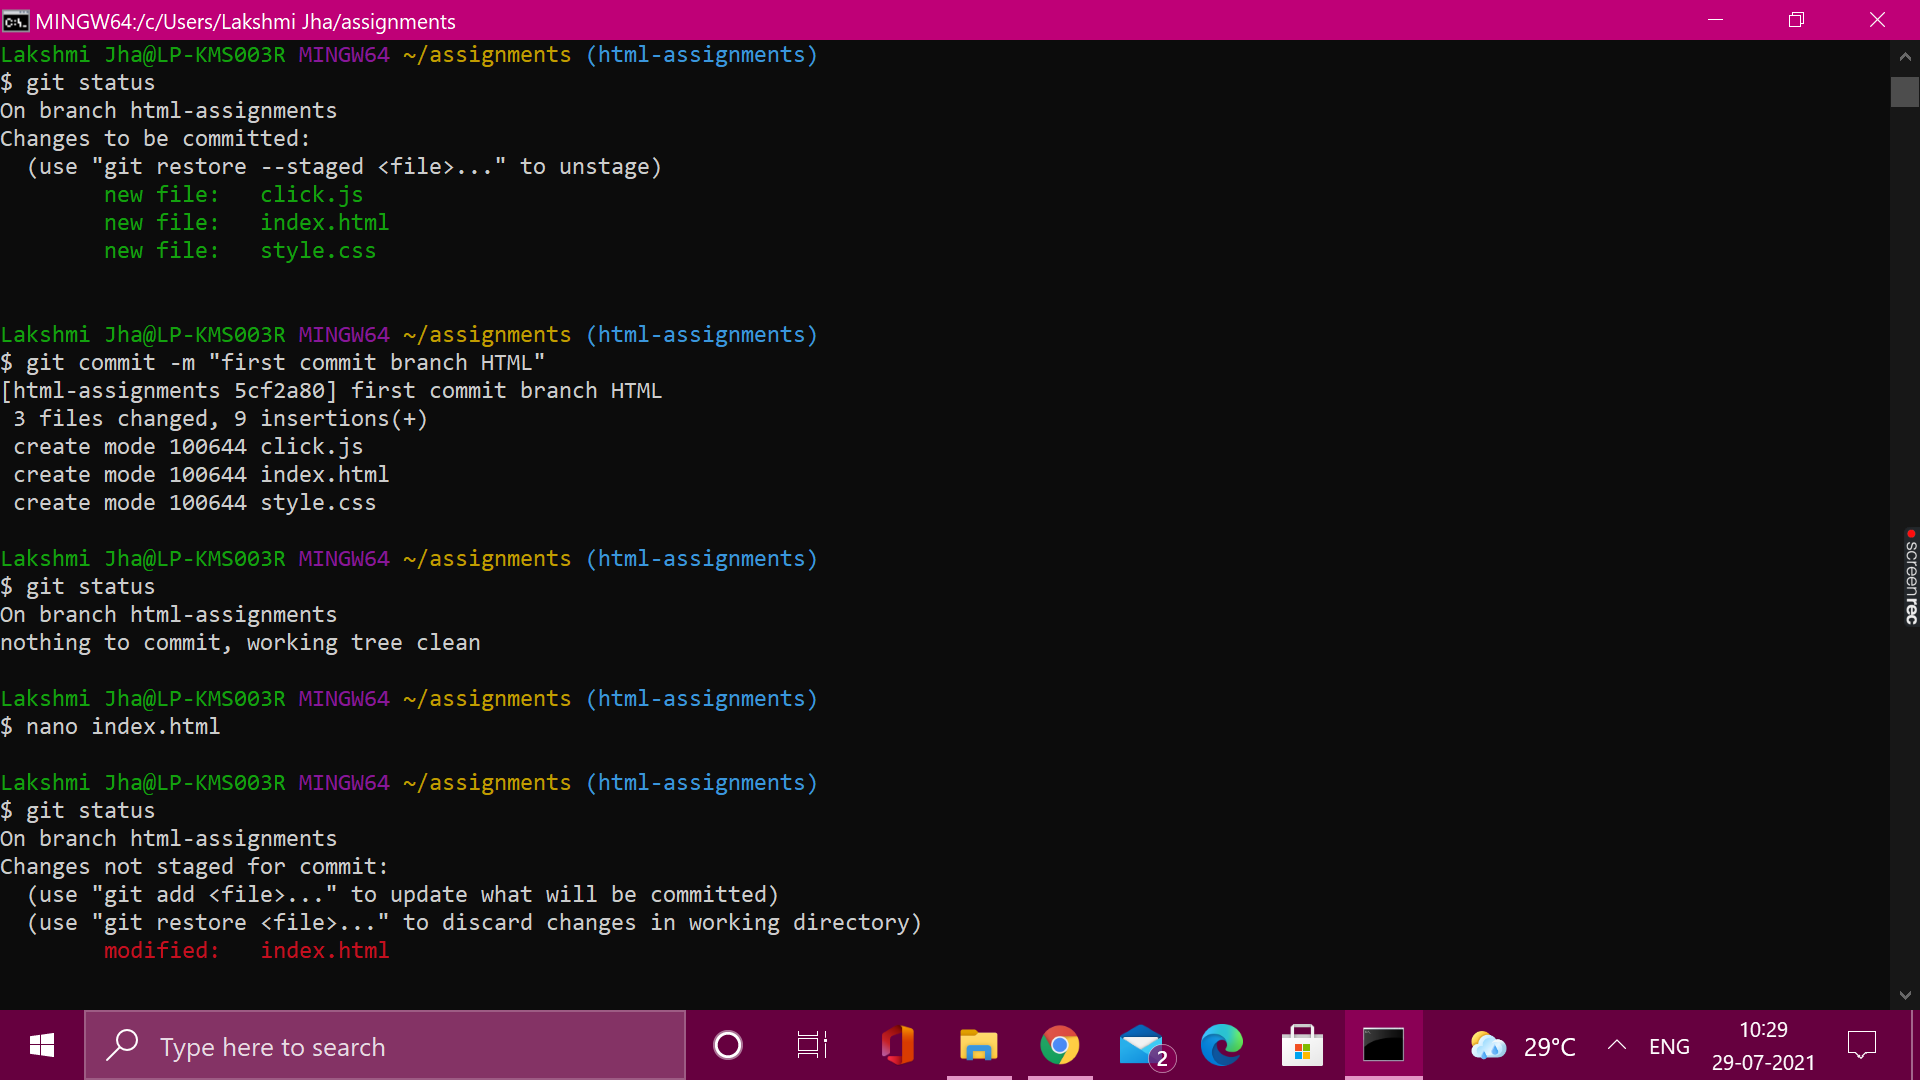 MINGW64:/c/Users/Lakshmi Jha/assignments
Lakshmi Jha@LP-KMS003R MINGW64 ~/assignments (html-assignments)
$ git status
On branch html-assignments
Changes to be committed:
  (use "git restore --staged <file>..." to unstage)
        new file:   click.js
        new file:   index.html
        new file:   style.css
Lakshmi Jha@LP-KMS003R MINGW64 ~/assignments (html-assignments)
$ git commit -m "first commit branch HTML"
[html-assignments 5cf2a80] first commit branch HTML
 3 files changed, 9 insertions(+)
 create mode 100644 click.js
 create mode 100644 index.html
 create mode 100644 style.css
Lakshmi Jha@LP-KMS003R MINGW64 ~/assignments (html-assignments)
$ git status
On branch html-assignments
nothing to commit, working tree clean
Lakshmi Jha@LP-KMS003R MINGW64 ~/assignments (html-assignments)
$ nano index.html
Lakshmi Jha@LP-KMS003R MINGW64 ~/assignments (html-assignments)
$ git status
On branch html-assignments
Changes not staged for commit:
  (use "git add <file>..." to update what will be committed)
  (use "git restore <file>..." to discard changes in working directory)
        modified:   index.html
screenrec
Type here to search
2
29°C
ENG
10:29
29-07-2021